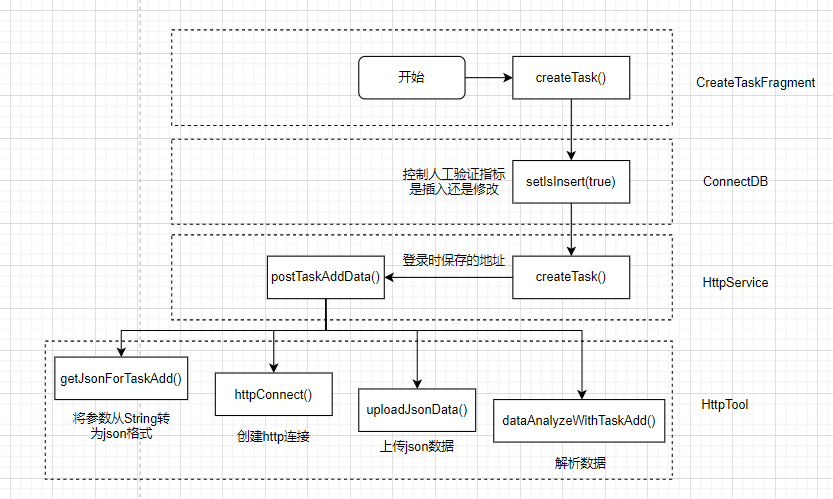 开始
createTask()
CreateTaskFragment
控制人工验证指标
是插入还是修改
setIsInsert(true)
ConnectDB
登录时保存的地址
postTaskAddData()
createTask()
HttpService
getJsonForTaskAdd()
将参数从String转
为json格式
httpConnect()
创建http连接
uploadJsonData()
上传json数据
dataAnalyzeWithTaskAdd()
解析数据
HttpTool